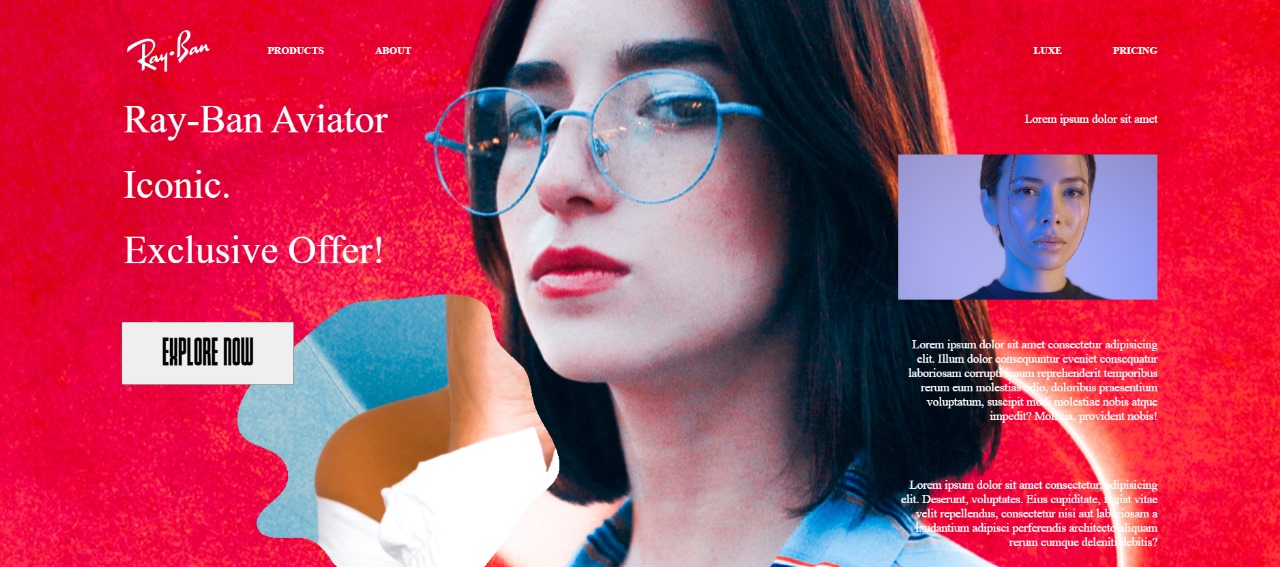 Ray-Ban
PRODUCTS
ABOUT
LUXE
PRICING
Ray-Ban Aviator
Iconic.
Exclusive Offer!
EXPLORE NOW
Lorem ipsum dolor sit amet
Lorem ipsum dolor sit amet consectetur adipisicing
elit. Illum dolor consequuntur eveniet consequatur
laboriosam corrupti ipsum reprehenderit temporibus
rerum eum molestias odio, doloribus praesentium
voluptatum, suscipit modi molestiae nobis atque
impedit? Mollitia, provident nobis!
Lorem ipsum dolor sit amet consectetur, adipisicing
elit. Deserunt, voluptates. Eius cupiditate, fugiat vitae
velit repellendus, consectetur nisi aut laboriosam a
laudantium adipisci perferendis architecto aliquam
rerum cumque deleniti debitis?